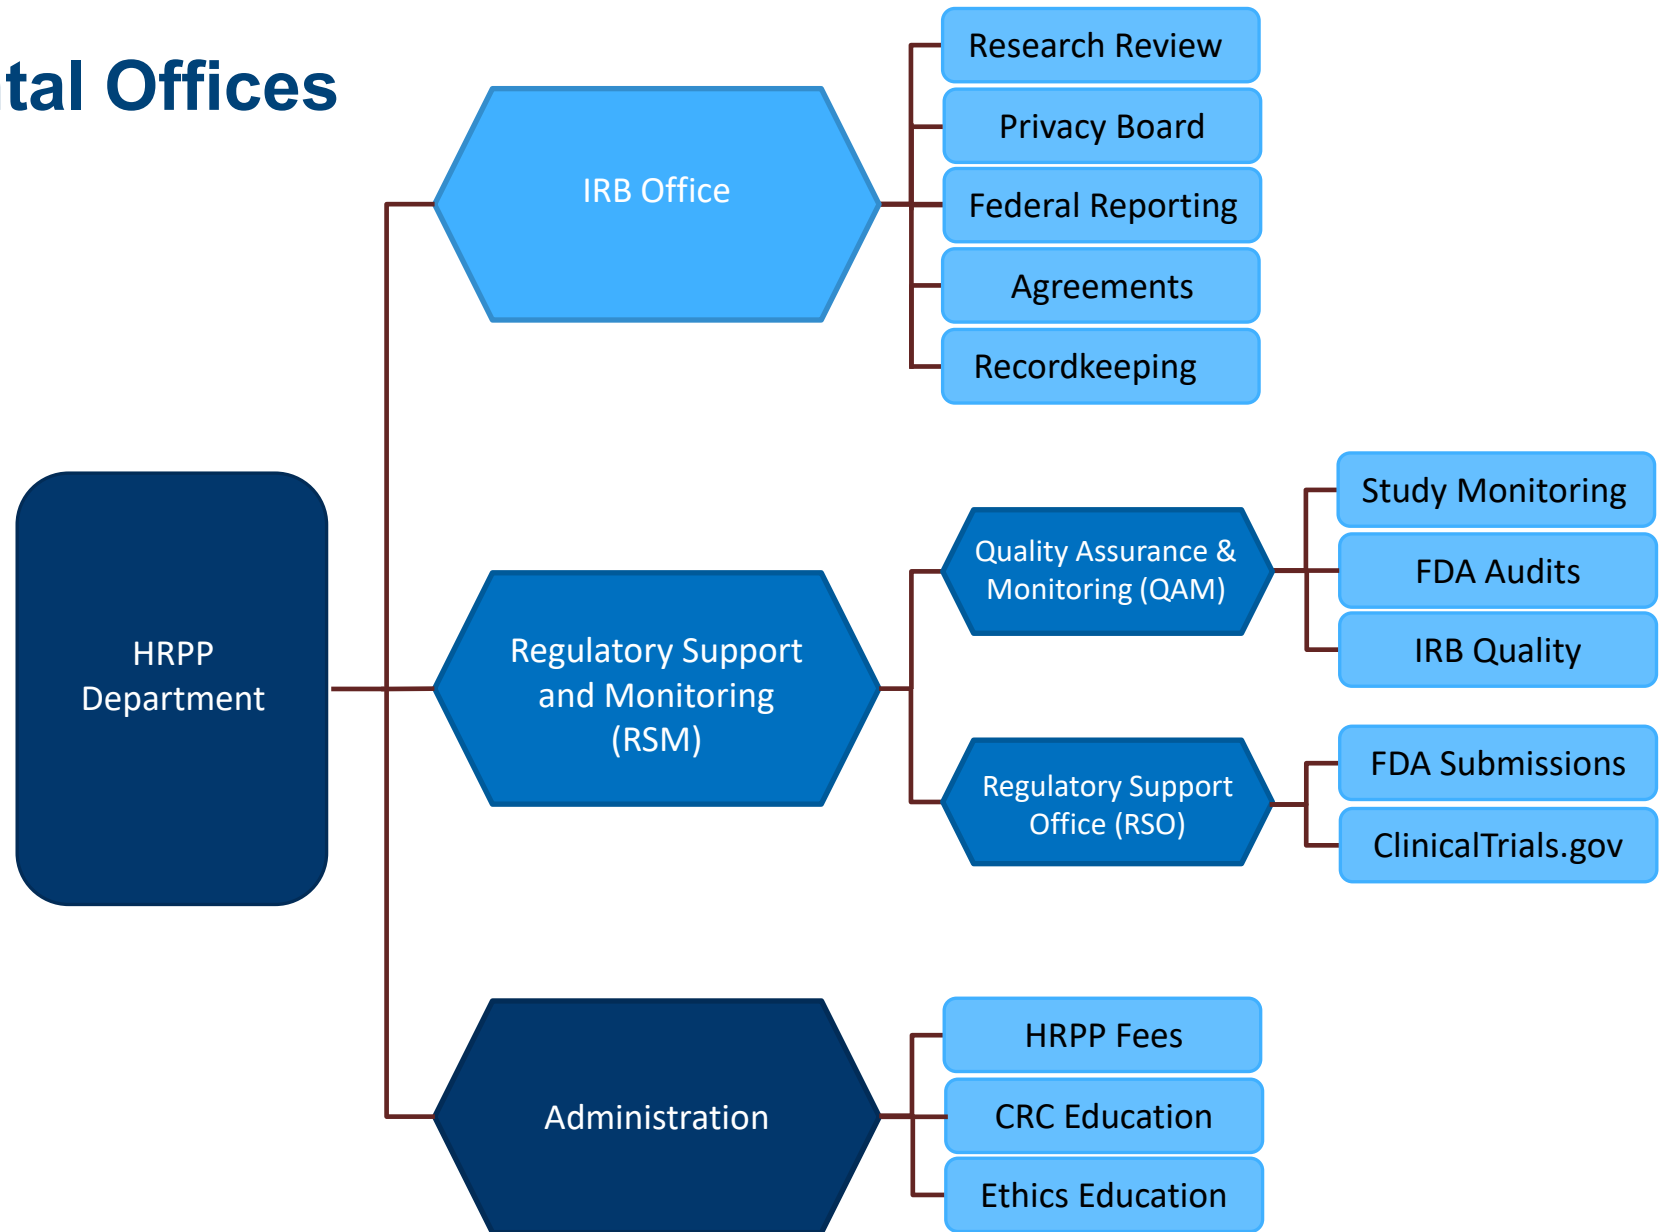 Offices
Research Review
Privacy Board
IRB Office
Federal Reporting
Agreements
Recordkeeping
Study Monitoring
Quality Assurance &
Monitoring (QAM)
FDA Audits
IRB Quality
HRPP
Department
Regulatory Support
and Monitoring
(RSM)
FDA Submissions
Regulatory Support
Office (RSO)
ClinicalTrials.gov
HRPP Fees
Administration
CRC Education
Ethics Education